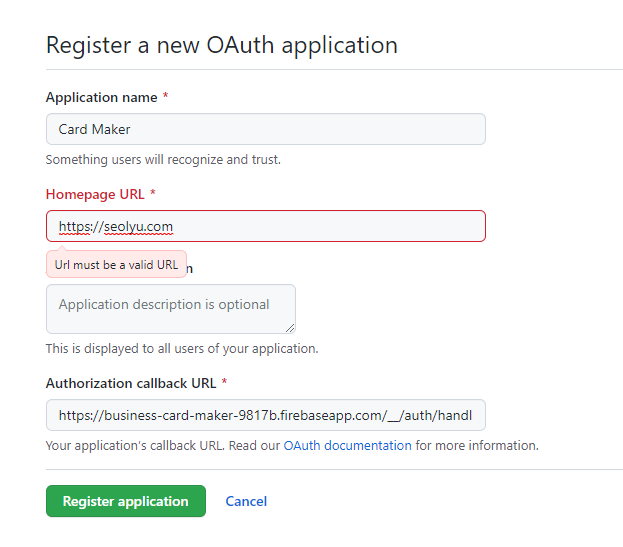 Register a new OAuth application
Application name *
Card Maker
Something users will recognize and trust.
Homepage URL *
https://seolyu.com
Url must be a valid URL
n
Application description is optional
This is displayed to all users of your application.
Authorization callback URL *
https://business-card-maker-9817b.firebaseapp.com/__/auth/handl
Your application's callback URL. Read our OAuth documentation for more information.
Register application Cancel